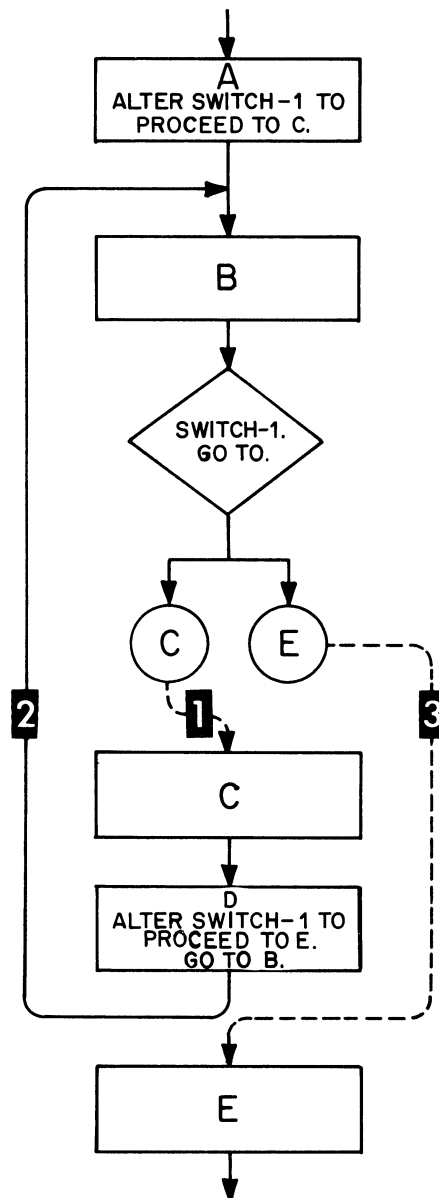 A
ALTER SWITCH-1 TO
PROCEED TO C.
B
SWITCH-1.
GO TO.
C
E
2
1
3
C
D
ALTER SWITCH-1 TO
PROCEED TO E.
GO TO B.
E